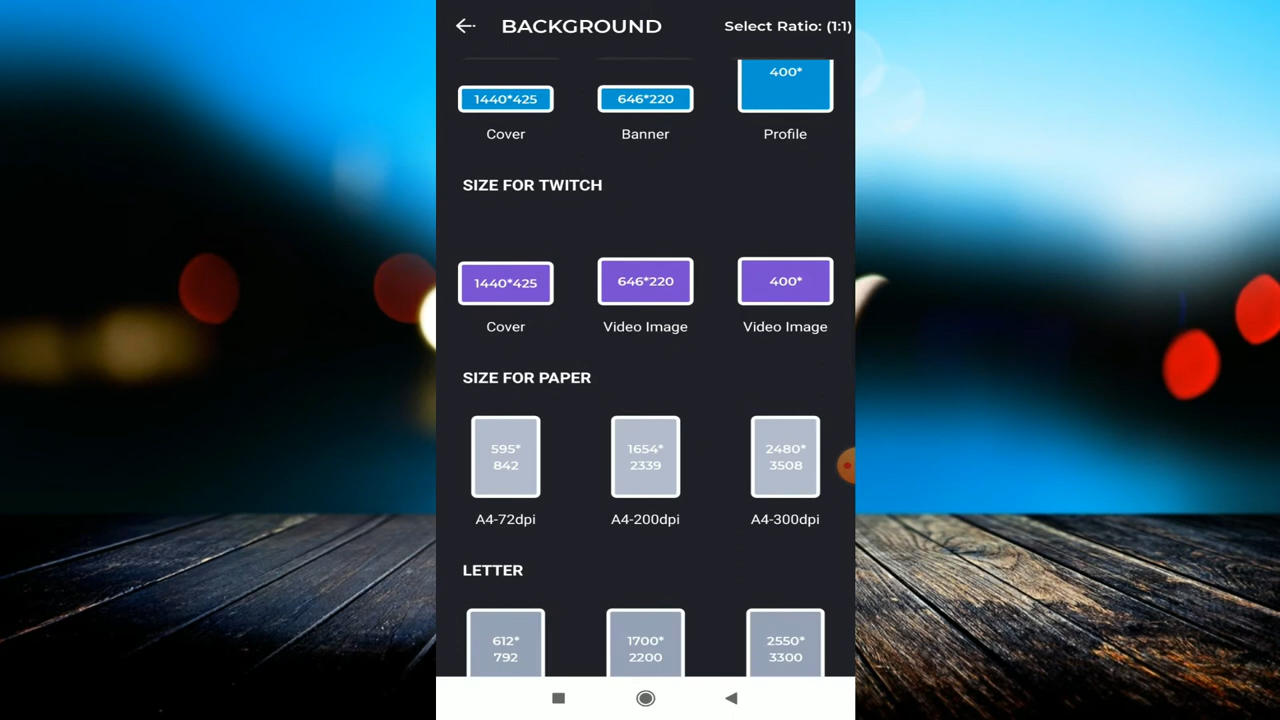 BACKGROUND
Select Ratio: (1:1)
1440*425
646*220
400*
Cover
Banner
Profile
SIZE FOR TWITCH
1440*425
646*220
400*
Cover
Video Image
Video Image
SIZE FOR PAPER
595*
842
1654*
2339
2480*
3508
A4-72dpi
A4-200dpi
A4-300dpi
LETTER
612*
792
1700*
2200
2550*
3300